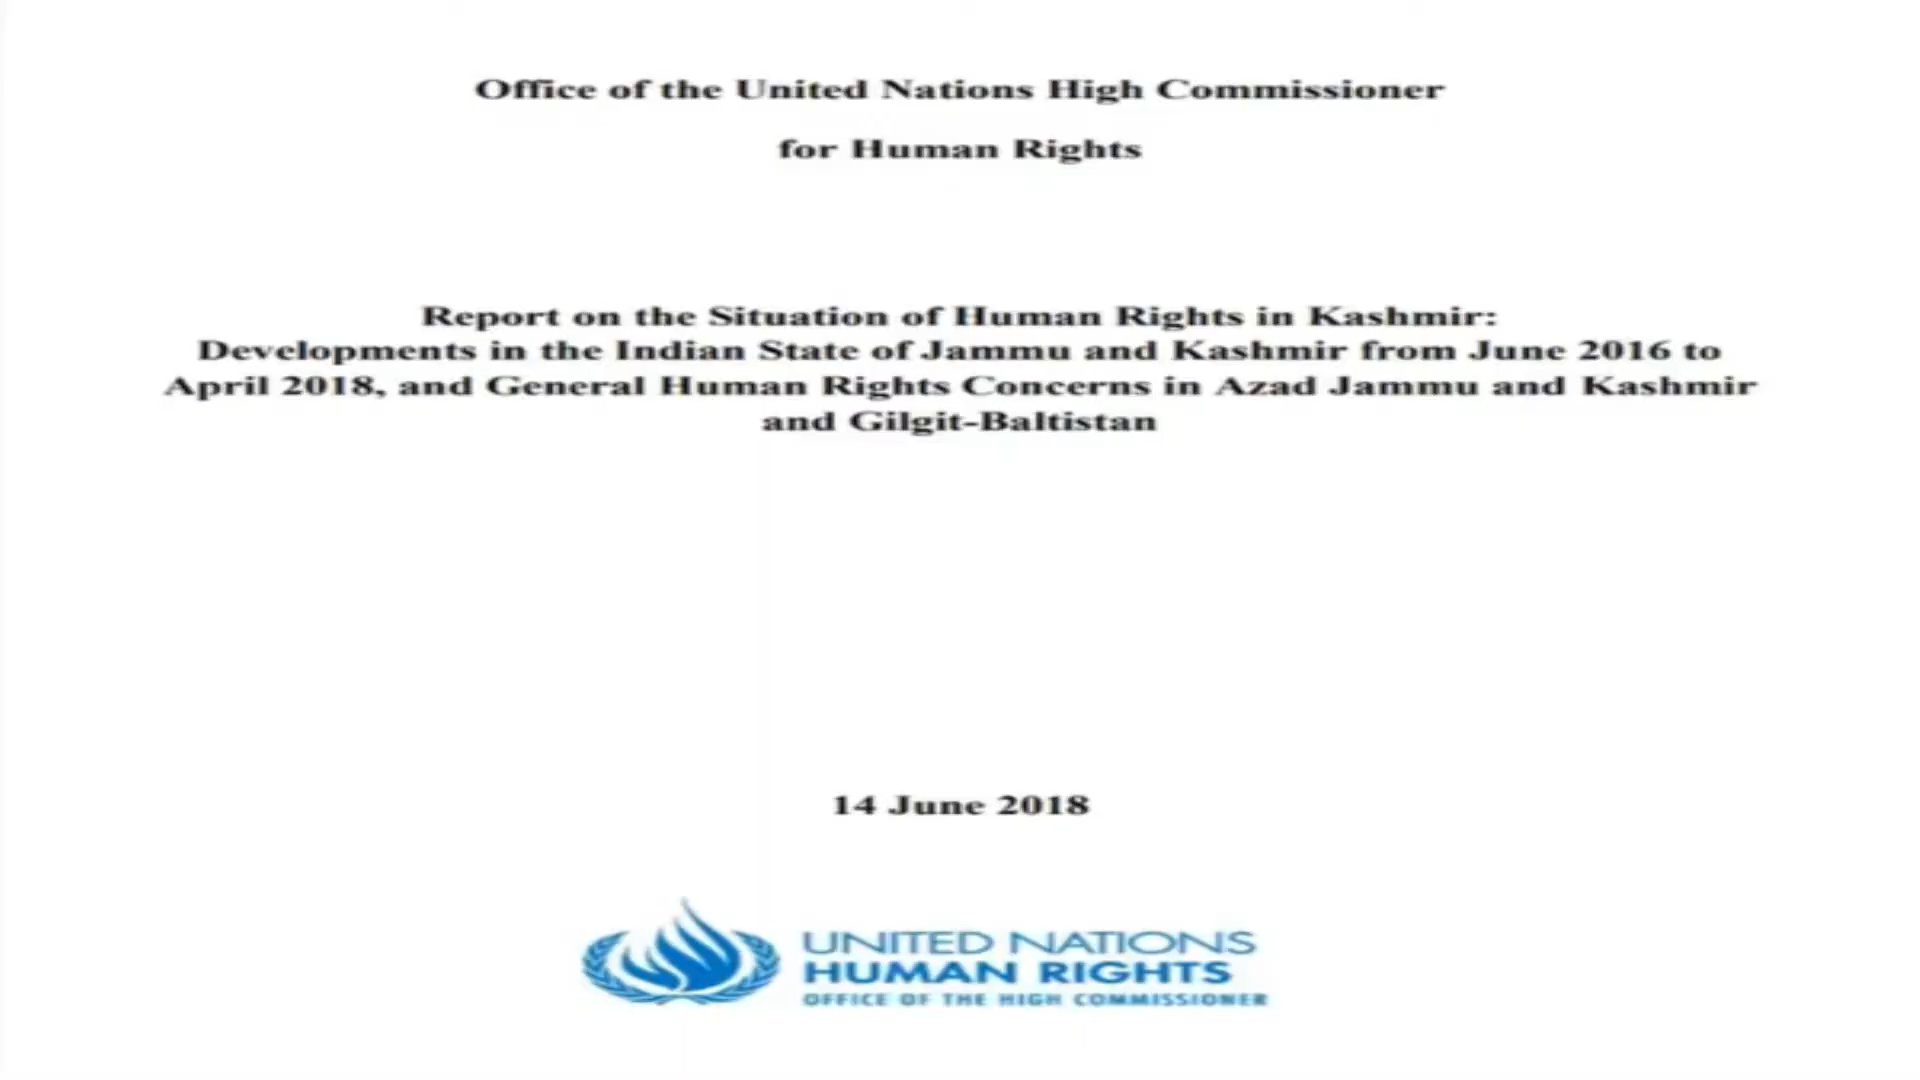 Office of the United Nations High Commissioner
for Human Rights
Report on the Situation of Human Rights in Kashmir:
Developments in the Indian State of Jammu and Kashmir from June 2016 to
April 2018, and General Human Rights Concerns in Azad Jammu and Kashmir
and Gilgit-Baltistan
14 June 2018
UNITED NATIONS
HUMAN RIGHTS
OFFICE OF THE HIGH COMMISSIONER